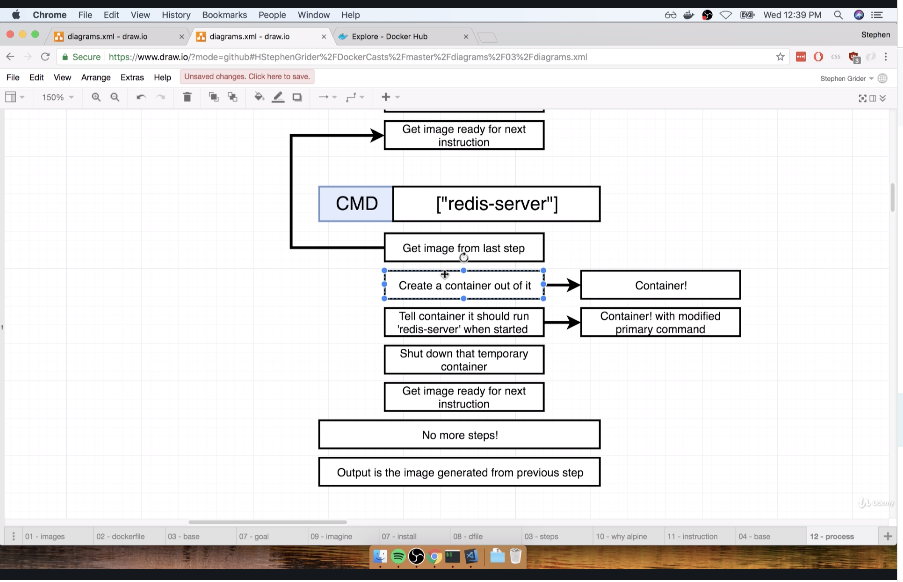 Chrome File Edit View History Bookmarks People Window Help Wed 12:39 PM
diagrams.xml - draw.io × diagrams.xml - draw.io × Explore - Docker Hub × Stephen
Secure https://www.draw.io/?mode=github#HStephenGrider%2FDockerCasts%2Fmaster%2Fdiagrams%2F03%2Fdiagrams.xml
File Edit View Arrange Extras Help Unsaved changes. Click here to save. Stephen Grider
150%
Get image ready for next
instruction
CMD ["redis-server"]
Get image from last step
Create a container out of it Container!
Tell container it should run
'redis-server' when started
Container! with modified
primary command
Shut down that temporary
container
Get image ready for next
instruction
No more steps!
Output is the image generated from previous step
Udemy
01 - images 02 - dockerfile 03 - base 07 - goal 09 - imagine 07 - install 08 - dfile 03 - steps 10 - why alpine 11 - instruction 04 - base 12 - process